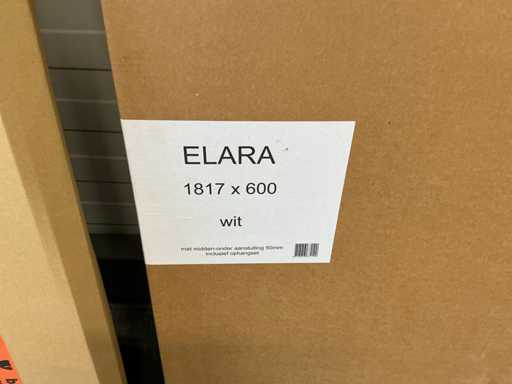 ELARA
1817 x 600
wit
met midden-onder aansluiting 50mm
inclusief ophangset